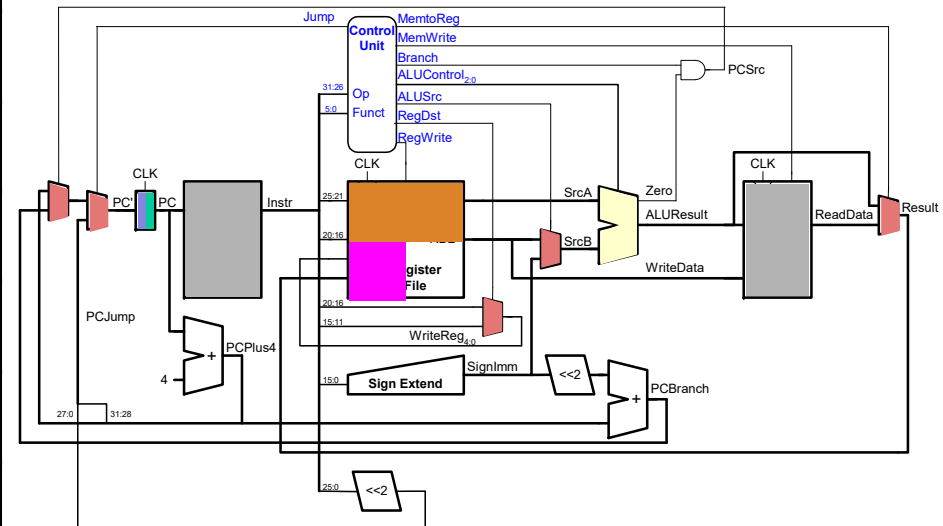 Jump
MemtoReg
Control
Unit
MemWrite
Branch
PCSrc
ALUControl2:0
31:26
Op
ALUSrc
5:0
Funct
RegDst
RegWrite
CLK
CLK
CLK
25:21
SrcA
Zero
PC'
PC
Instr
ALUResult
ReadData
Result
20:16
SrcB
gister
File
WriteData
20:16
PCJump
15:11
WriteReg4:0
PCPlus4
+
4
SignImm
15:0
Sign Extend
<<2
PCBranch
+
27:0
31:28
25:0
<<2